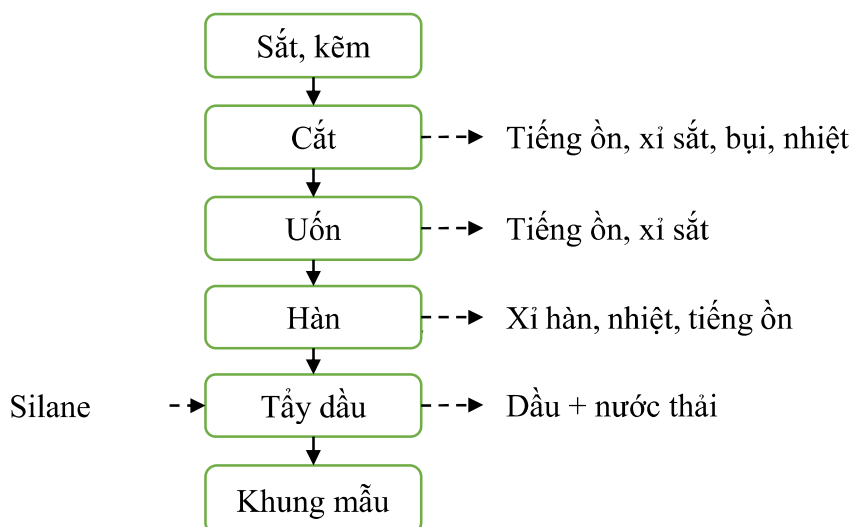 Sắt, kẽm
Cắt
Tiếng ồn, xỉ sắt, bụi, nhiệt
Uốn
Tiếng ồn, xỉ sắt
Hàn
Xỉ hàn, nhiệt, tiếng ồn
Silane
Tẩy dầu
Dầu + nước thải
Khung mẫu